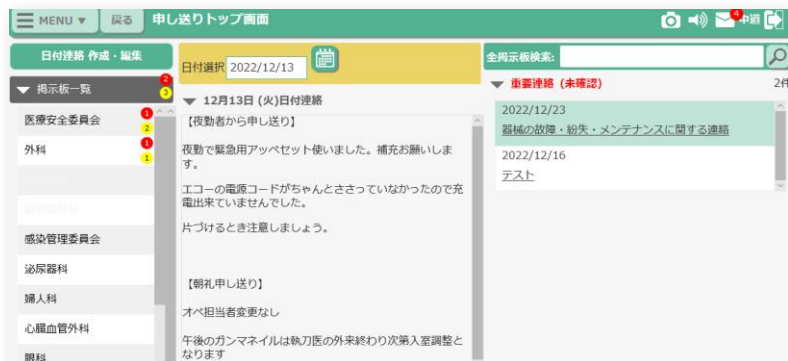 MENU ▼ 戻る 申し送りトップ画面 4 中道
日付連絡 作成・編集
▼ 掲示板一覧 2 3
医療安全委員会 1 2
外科 1 1
感染管理委員会
泌尿器科
婦人科
心臓血管外科
眼科
日付選択 2022/12/13
▼ 12月13日 (火)日付連絡
【夜勤者から申し送り】
夜勤で緊急用アッペセット使いました。補充お願いしま
す。
エコーの電源コードがちゃんとささっていなかったので充
電出来ていませんでした。
片づけるとき注意しましょう。
【朝礼申し送り】
オペ担当者変更なし
午後のガンマネイルは執刀医の外来終わり次第入室調整と
なります
全掲示板検索:
▼ 重要連絡 (未確認) 2件
2022/12/23
器械の故障・紛失・メンテナンスに関する連絡
2022/12/16
テスト